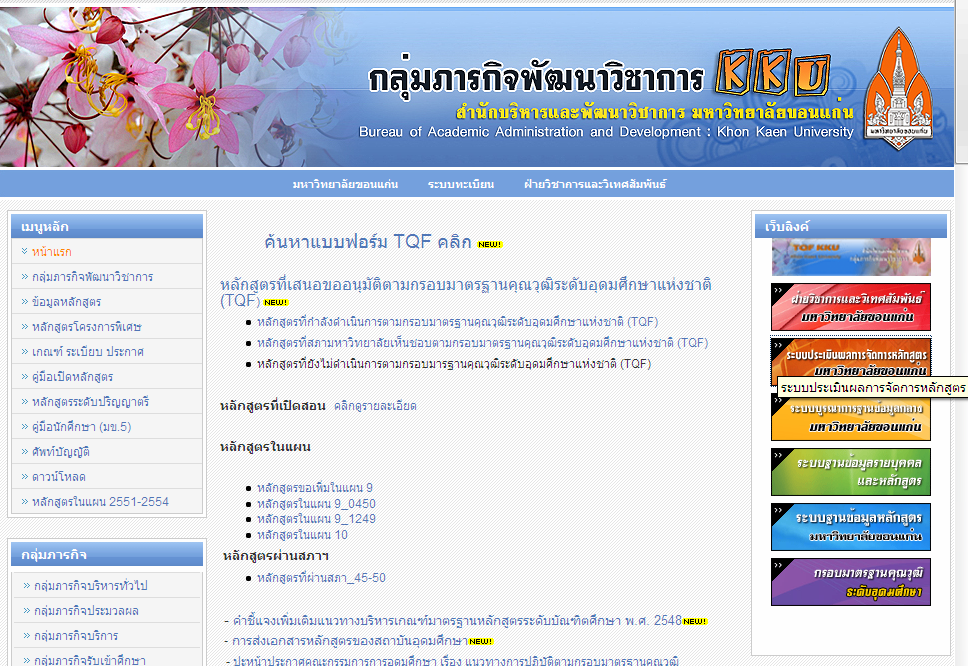 กลุ่มภารกิจพัฒนาวิชาการ KKU
สำนักบริหารและพัฒนาวิชาการ มหาวิทยาลัยขอนแก่น
Bureau of Academic Administration and Development : Khon Kaen University
มหาวิทยาลัยขอนแก่น
มหาวิทยาลัยขอนแก่น ระบบทะเบียน ฝ่ายวิชาการและวิเทศสัมพันธ์
เมนูหลัก
หน้าแรก
กลุ่มภารกิจพัฒนาวิชาการ
ข้อมูลหลักสูตร
หลักสูตรโครงการพิเศษ
เกณฑ์ ระเบียบ ประกาศ
คู่มือเปิดหลักสูตร
หลักสูตรระดับปริญญาตรี
คู่มือนักศึกษา (มข.5)
ศัพท์บัญญัติ
ดาวน์โหลด
หลักสูตรในแผน 2551-2554
กลุ่มภารกิจ
กลุ่มภารกิจบริหารทั่วไป
กลุ่มภารกิจประมวลผล
กลุ่มภารกิจบริการ
กลุ่มภารกิจรับเข้าศึกษา
ค้นหาแบบฟอร์ม TQF คลิก NEW!
หลักสูตรที่เสนอขออนุมัติตามกรอบมาตรฐานคุณวุฒิระดับอุดมศึกษาแห่งชาติ
(TQF) NEW!
หลักสูตรที่กำลังดำเนินการตามกรอบมาตรฐานคุณวุฒิระดับอุดมศึกษาแห่งชาติ (TQF)
หลักสูตรที่สภามหาวิทยาลัยเห็นชอบตามกรอบมาตรฐานคุณวุฒิระดับอุดมศึกษาแห่งชาติ (TQF)
หลักสูตรที่ยังไม่ดำเนินการตามกรอบมารฐานคุณวุฒิระดับอุดมศึกษาแห่งชาติ (TQF)
หลักสูตรที่เปิดสอน คลิกดูรายละเอียด
หลักสูตรในแผน
หลักสูตรขอเพิ่มในแผน 9
หลักสูตรในแผน 9_0450
หลักสูตรในแผน 9_1249
หลักสูตรในแผน 10
หลักสูตรผ่านสภาฯ
หลักสูตรที่ผ่านสภา_45-50
- คำชี้แจงเพิ่มเติมแนวทางบริหารเกณฑ์มาตรฐานหลักสูตรระดับบัณฑิตศึกษา พ.ศ. 2548 NEW!
- การส่งเอกสารหลักสูตรของสถาบันอุดมศึกษา NEW!
- ปะหน้าประกาศคณะกรรมการการอุดมศึกษา เรื่อง แนวทางการปฏิบัติตามกรอบมาตรฐานคุณวุฒิ
เว็บลิงค์
TQF KKU
ฝ่ายวิชาการและวิเทศสัมพันธ์
มหาวิทยาลัยขอนแก่น
ระบบประเมินผลการจัดการหลักสูตร
มหาวิทยาลัยขอนแก่น
ระบบประเมินผลการจัดการหลักสูตร
ระบบบูรณาการฐานข้อมูลกลาง
มหาวิทยาลัยขอนแก่น
ระบบฐานข้อมูลรายบุคคล
และหลักสูตร
ระบบฐานข้อมูลหลักสูตร
มหาวิทยาลัยขอนแก่น
กรอบมาตรฐานคุณวุฒิ
ระดับอุดมศึกษา